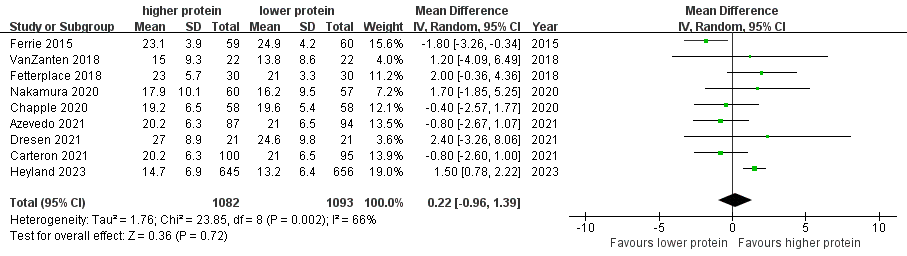 higher protein lower protein Mean Difference Mean Difference
Study or Subgroup Mean SD Total Mean SD Total Weight IV, Random, 95% CI Year IV, Random, 95% CI
Ferrie 2015 23.1 3.9 59 24.9 4.2 60 15.6% -1.80 [-3.26, -0.34] 2015
VanZanten 2018 15 9.3 22 13.8 8.6 22 4.0% 1.20 [-4.09, 6.49] 2018
Fetterplace 2018 23 5.7 30 21 3.3 30 11.6% 2.00 [-0.36, 4.36] 2018
Nakamura 2020 17.9 10.1 60 16.2 9.5 57 7.2% 1.70 [-1.85, 5.25] 2020
Chapple 2020 19.2 6.5 58 19.6 5.4 58 12.5% -0.40 [-2.57, 1.77] 2020
Azevedo 2021 20.2 6.3 87 21 6.5 94 13.8% -0.80 [-2.67, 1.07] 2021
Dresen 2021 27 8.9 21 24.6 9.8 21 3.6% 2.40 [-3.26, 8.06] 2021
Carteron 2021 20.2 6.3 100 21 6.5 95 14.0% -0.80 [-2.60, 1.00] 2021
Heyland 2023 14.7 6.9 645 13.2 6.4 656 19.0% 1.50 [0.78, 2.22] 2023
Total (95% CI) 1082 1093 100.0% 0.22 [-0.96, 1.39]
Heterogeneity: Tau² = 1.76; Chi² = 23.85, df = 8 (P = 0.002); I² = 66%
Test for overall effect: Z = 0.36 (P = 0.72)
-10 -5 0 5 10
Favours lower protein Favours higher protein